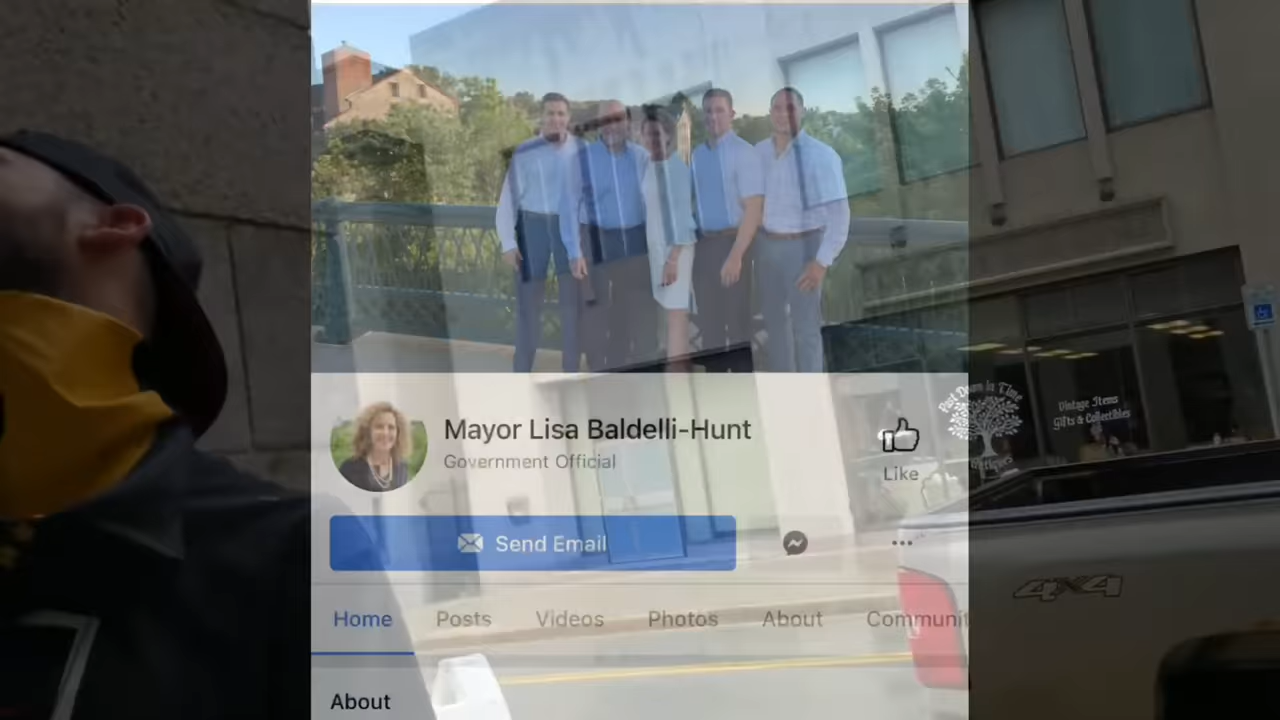 Mayor Lisa Baldelli-Hunt
Government Official
Like
Send Email
Home
Posts
Videos
Photos
About
Communit
About
Past Down in Time
Antiques
Vintage Items
Gifts & Collectibles
4x4